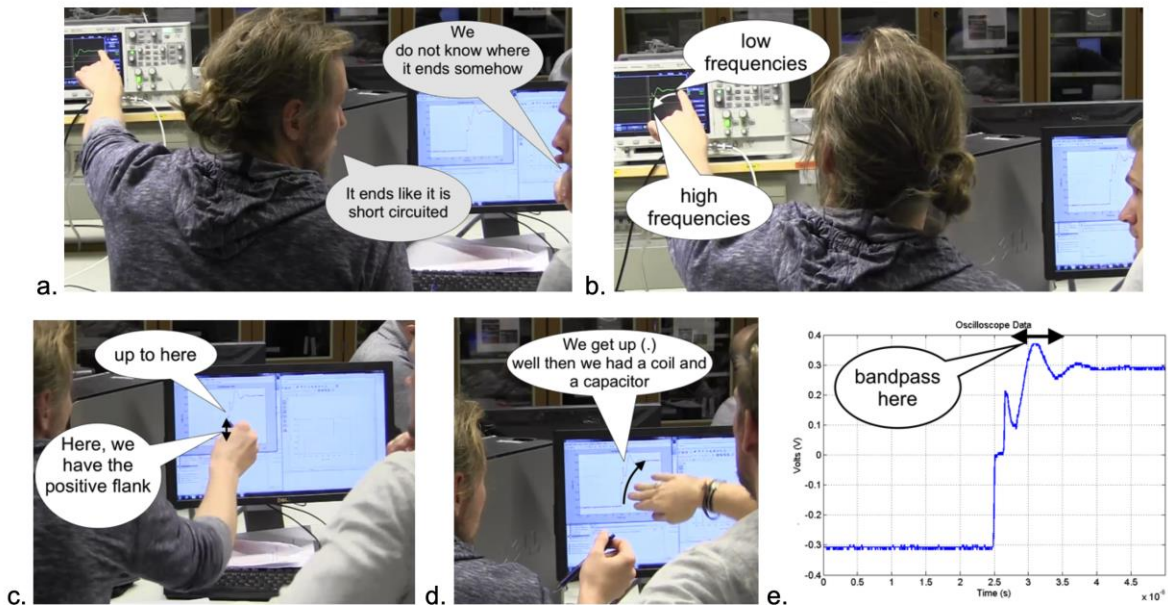 We
do not know where
it ends somehow
It ends like it is
short circuited
a.
low
frequencies
high
frequencies
b.
up to here
Here, we
have the
positive flank
c.
We get up (.)
well then we had a coil and
a capacitor
d.
Oscilloscope Data
bandpass
here
Volts (V)
0.4
0.3
0.2
0.1
0
-0.1
-0.2
-0.3
-0.4
0 0.5 1 1.5 2 2.5 3 3.5 4 4.5 5
Time (s)
e.